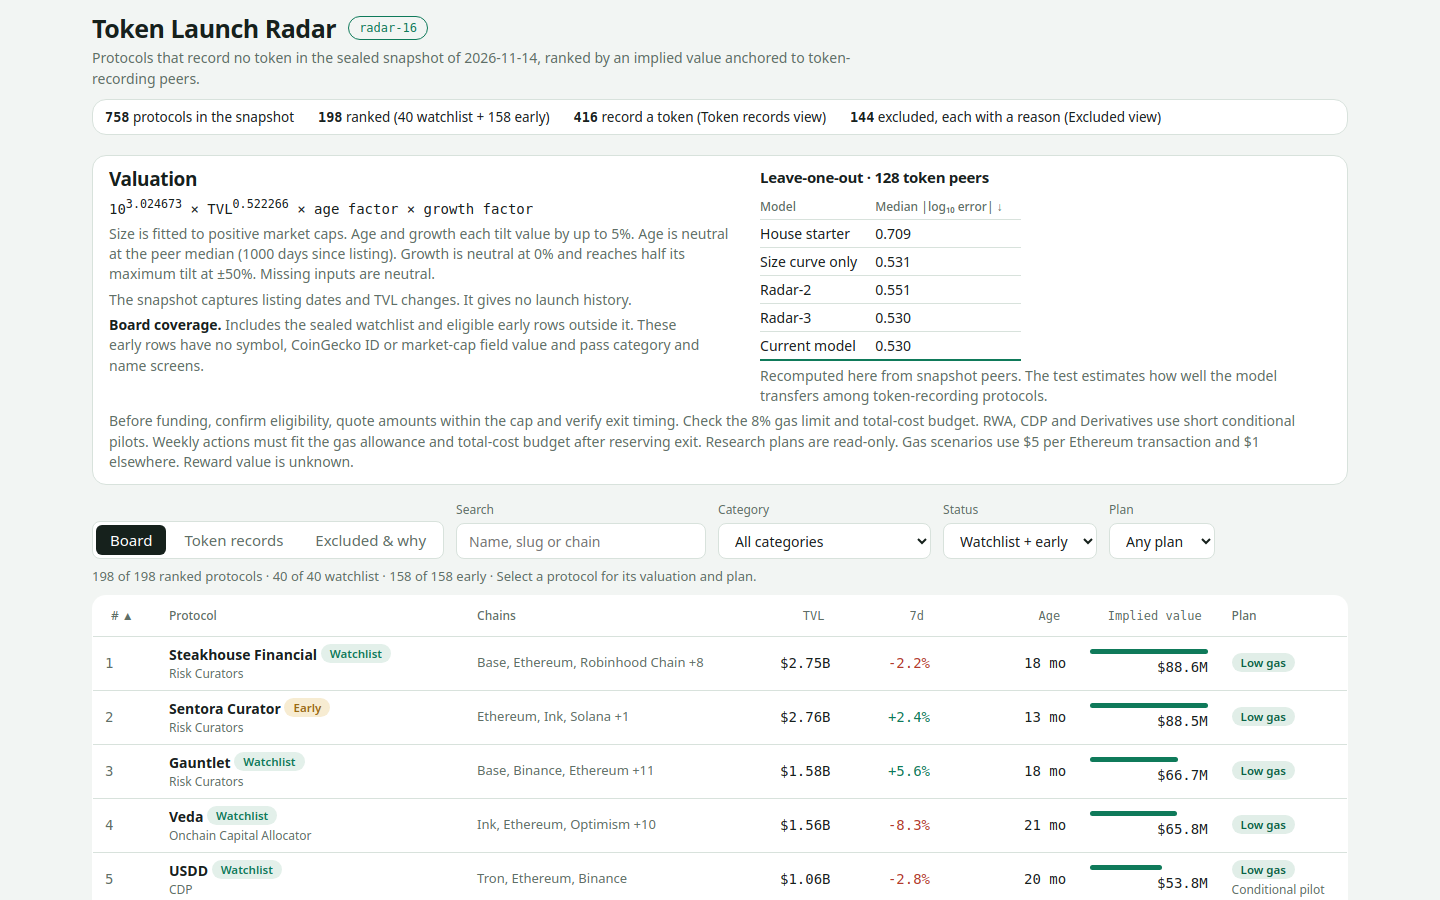 Token Launch Radar radar-16
Protocols that record no token in the sealed snapshot of 2026-11-14, ranked by an implied value anchored to token-
recording peers.
758 protocols in the snapshot 198 ranked (40 watchlist + 158 early) 416 record a token (Token records view) 144 excluded, each with a reason (Excluded view)
Valuation
10^3.024673 × TVL^0.522266 × age factor × growth factor
Size is fitted to positive market caps. Age and growth each tilt value by up to 5%. Age is neutral
at the peer median (1000 days since listing). Growth is neutral at 0% and reaches half its
maximum tilt at ±50%. Missing inputs are neutral.
The snapshot captures listing dates and TVL changes. It gives no launch history.
Board coverage. Includes the sealed watchlist and eligible early rows outside it. These
early rows have no symbol, CoinGecko ID or market-cap field value and pass category and
name screens.
Leave-one-out · 128 token peers
Model Median |log₁₀ error| ↓
House starter 0.709
Size curve only 0.531
Radar-2 0.551
Radar-3 0.530
Current model 0.530
Recomputed here from snapshot peers. The test estimates how well the model
transfers among token-recording protocols.
Before funding, confirm eligibility, quote amounts within the cap and verify exit timing. Check the 8% gas limit and total-cost budget. RWA, CDP and Derivatives use short conditional
pilots. Weekly actions must fit the gas allowance and total-cost budget after reserving exit. Research plans are read-only. Gas scenarios use $5 per Ethereum transaction and $1
elsewhere. Reward value is unknown.
Search Category Status Plan
Board Token records Excluded & why Name, slug or chain All categories Watchlist + early Any plan
198 of 198 ranked protocols · 40 of 40 watchlist · 158 of 158 early · Select a protocol for its valuation and plan.
# ▲ Protocol Chains TVL 7d Age Implied value Plan
1 Steakhouse Financial Watchlist Base, Ethereum, Robinhood Chain +8 $2.75B -2.2% 18 mo $88.6M Low gas
Risk Curators
2 Sentora Curator Early Ethereum, Ink, Solana +1 $2.76B +2.4% 13 mo $88.5M Low gas
Risk Curators
3 Gauntlet Watchlist Base, Binance, Ethereum +11 $1.58B +5.6% 18 mo $66.7M Low gas
Risk Curators
4 Veda Watchlist Ink, Ethereum, Optimism +10 $1.56B -8.3% 21 mo $65.8M Low gas
Onchain Capital Allocator
5 USDD Watchlist Tron, Ethereum, Binance $1.06B -2.8% 20 mo $53.8M Low gas
CDP Conditional pilot